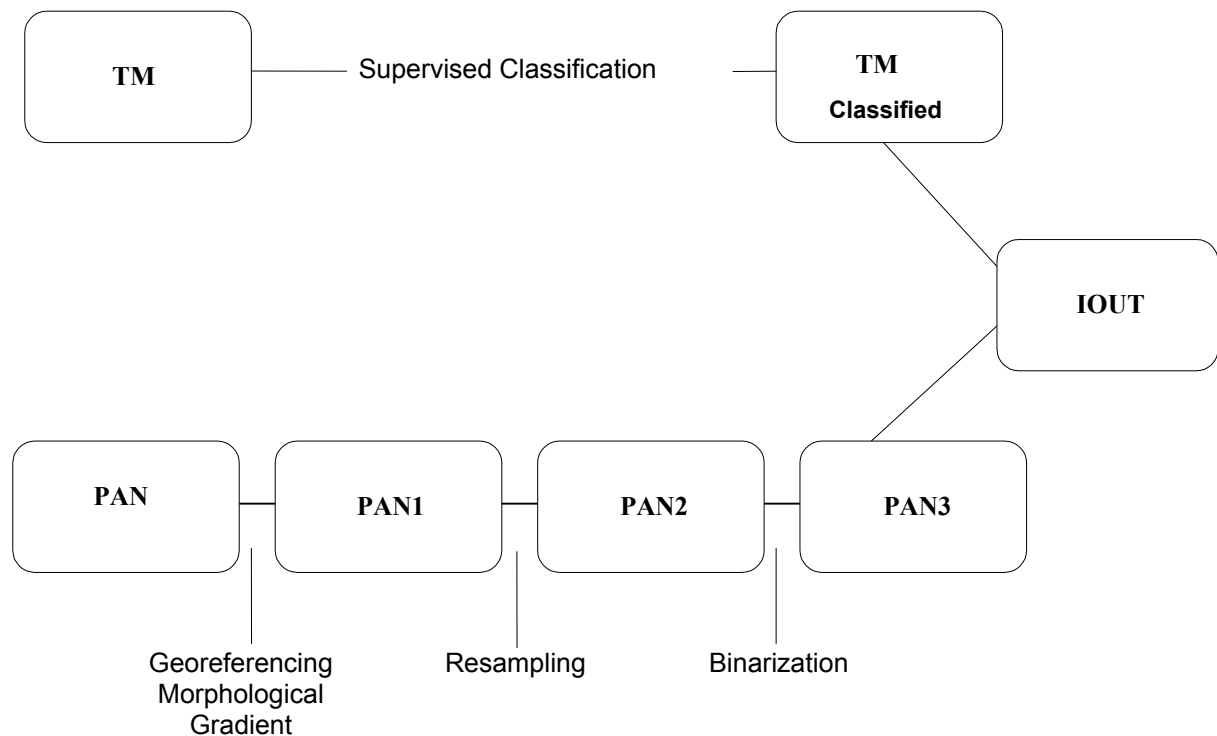 TM
Supervised Classification
TM
Classified
IOUT
PAN
PAN1
PAN2
PAN3
Georeferencing
Morphological
Gradient
Resampling
Binarization